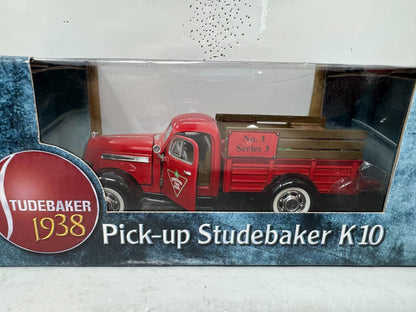 No. 3
Series 3
STUDEBAKER
1938
Pick-up Studebaker K10